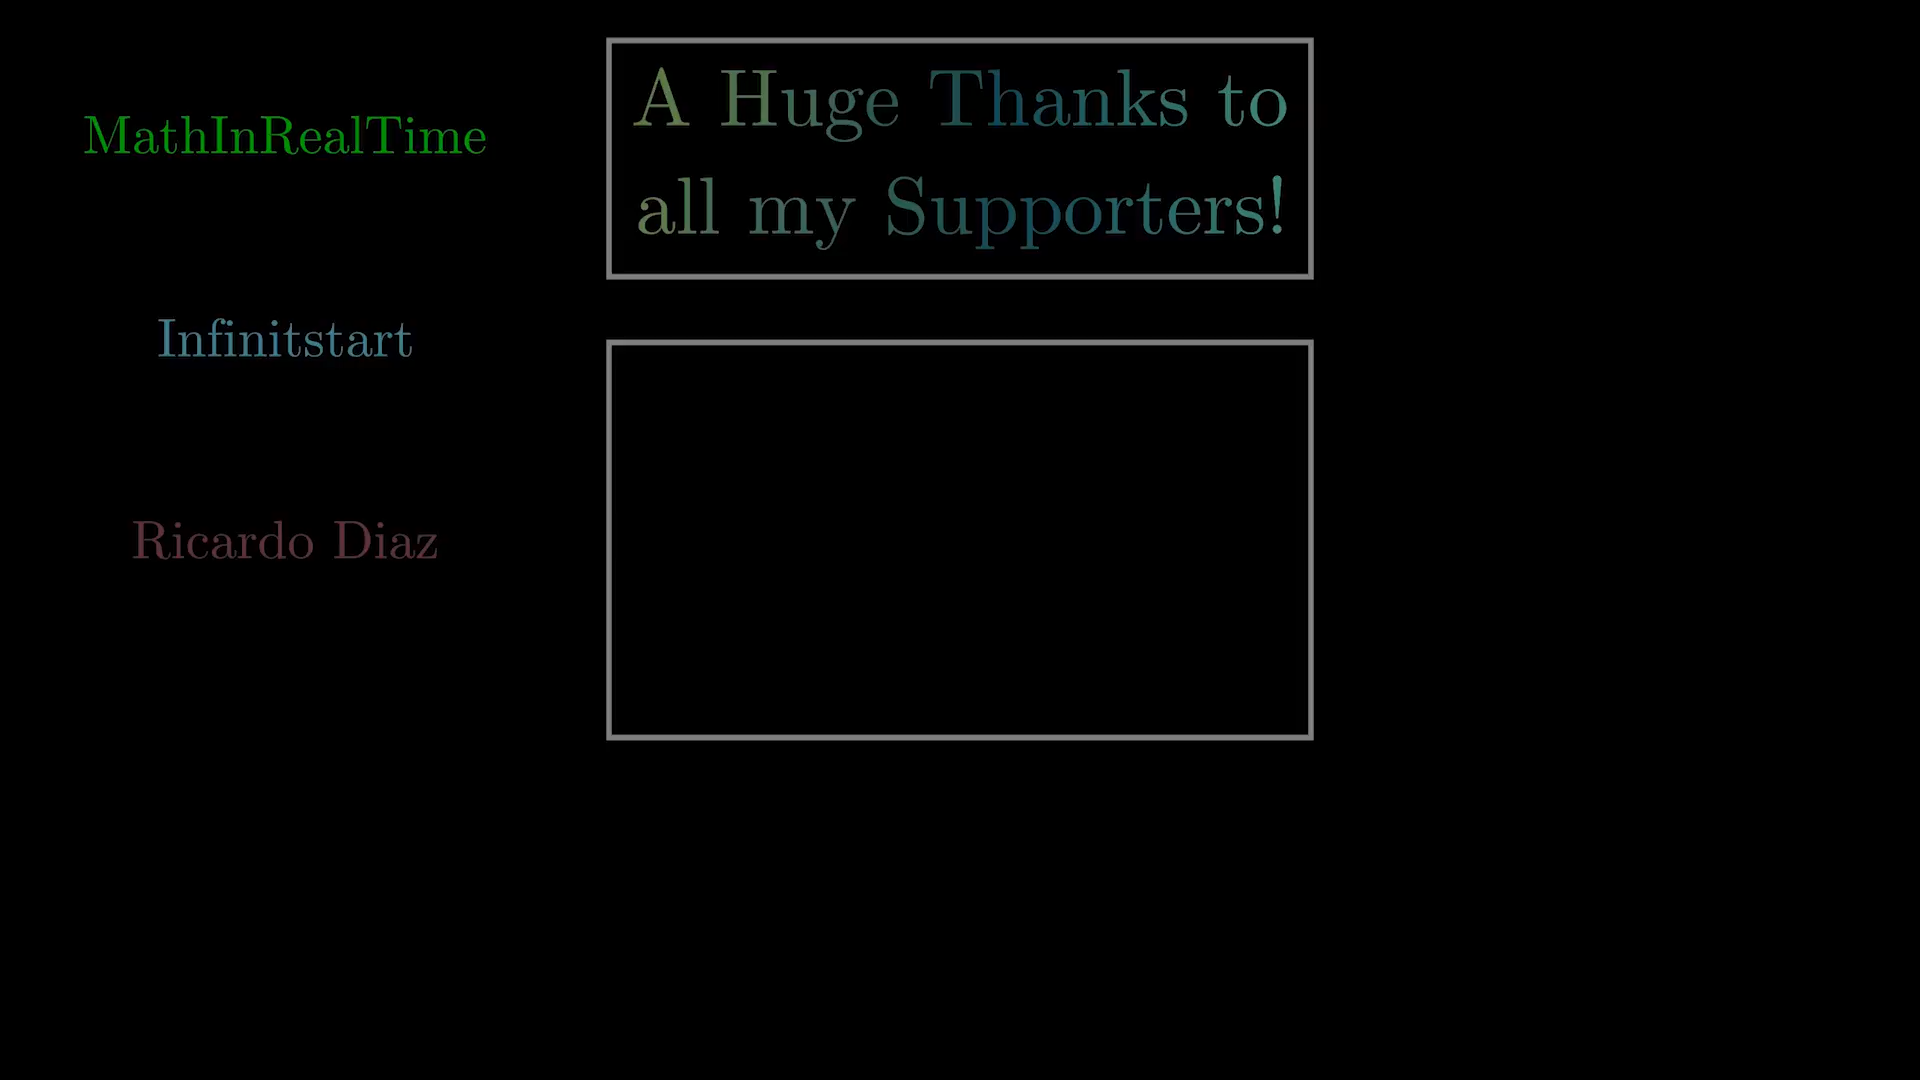 A Huge Thanks to
all my Supporters!
MathInRealTime
Infinitstart
Ricardo Diaz